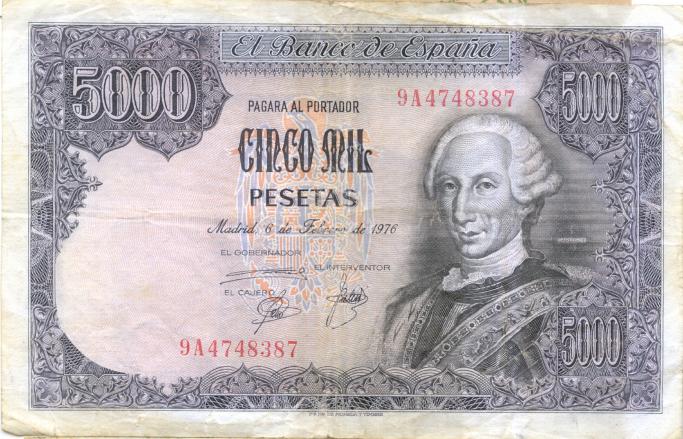 El Banco de España
5000
5000
PAGARA AL PORTADOR
9A4748387
CINCO MIL
PESETAS
Madrid, 6 de Febrero de 1976
EL GOBERNADOR
EL INTERVENTOR
EL CAJERO
9A4748387
5000